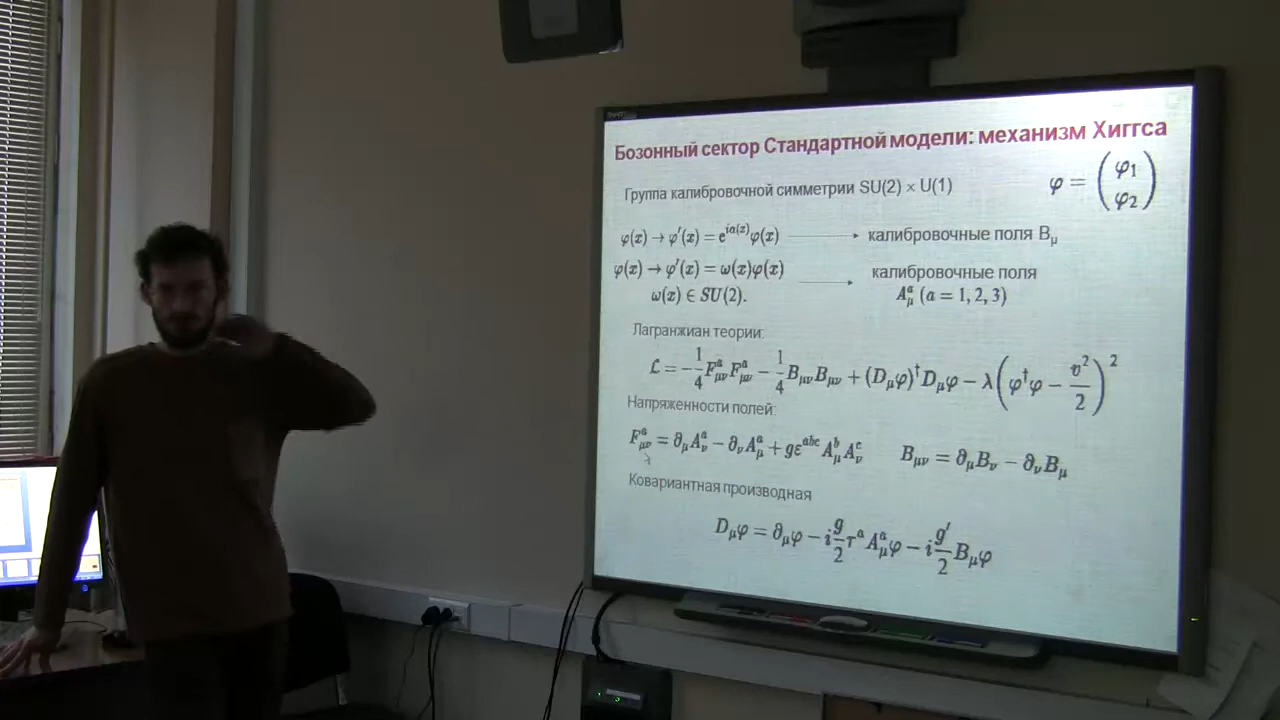 Бозонный сектор Стандартной модели: механизм Хиггса
Группа калибровочной симметрии SU(2) × U(1)
φ = (φ₁ φ₂)
φ(x) → φ′(x) = e^{iα(x)}φ(x) → калибровочные поля B_μ
φ(x) → φ′(x) = ω(x)φ(x) → калибровочные поля
ω(x) ∈ SU(2). A^a_μ (a = 1, 2, 3)
Лагранжиан теории:
ℒ = −1/4 F^a_{μν}F^a_{μν} − 1/4 B_{μν}B_{μν} + (D_μφ)†D_μφ − λ(φ†φ − v²/2)²
Напряженности полей:
F^a_{μν} = ∂_μA^a_ν − ∂_νA^a_μ + gε^{abc}A^b_μA^c_ν B_{μν} = ∂_μB_ν − ∂_νB_μ
Ковариантная производная
D_μφ = ∂_μφ − i g/2 τ^a A^a_μφ − i g′/2 B_μφ